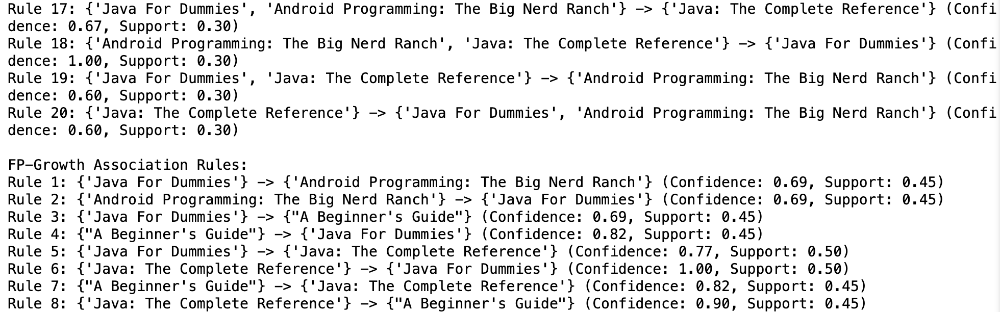 Rule 17: {'Java For Dummies', 'Android Programming: The Big Nerd Ranch'} -> {'Java: The Complete Reference'} (Confi
dence: 0.67, Support: 0.30)
Rule 18: {'Android Programming: The Big Nerd Ranch', 'Java: The Complete Reference'} -> {'Java For Dummies'} (Confi
dence: 1.00, Support: 0.30)
Rule 19: {'Java For Dummies', 'Java: The Complete Reference'} -> {'Android Programming: The Big Nerd Ranch'} (Confi
dence: 0.60, Support: 0.30)
Rule 20: {'Java: The Complete Reference'} -> {'Java For Dummies', 'Android Programming: The Big Nerd Ranch'} (Confi
dence: 0.60, Support: 0.30)

FP-Growth Association Rules:
Rule 1: {'Java For Dummies'} -> {'Android Programming: The Big Nerd Ranch'} (Confidence: 0.69, Support: 0.45)
Rule 2: {'Android Programming: The Big Nerd Ranch'} -> {'Java For Dummies'} (Confidence: 0.69, Support: 0.45)
Rule 3: {'Java For Dummies'} -> {"A Beginner's Guide"} (Confidence: 0.69, Support: 0.45)
Rule 4: {"A Beginner's Guide"} -> {'Java For Dummies'} (Confidence: 0.82, Support: 0.45)
Rule 5: {'Java For Dummies'} -> {'Java: The Complete Reference'} (Confidence: 0.77, Support: 0.50)
Rule 6: {'Java: The Complete Reference'} -> {'Java For Dummies'} (Confidence: 1.00, Support: 0.50)
Rule 7: {"A Beginner's Guide"} -> {'Java: The Complete Reference'} (Confidence: 0.82, Support: 0.45)
Rule 8: {'Java: The Complete Reference'} -> {"A Beginner's Guide"} (Confidence: 0.90, Support: 0.45)